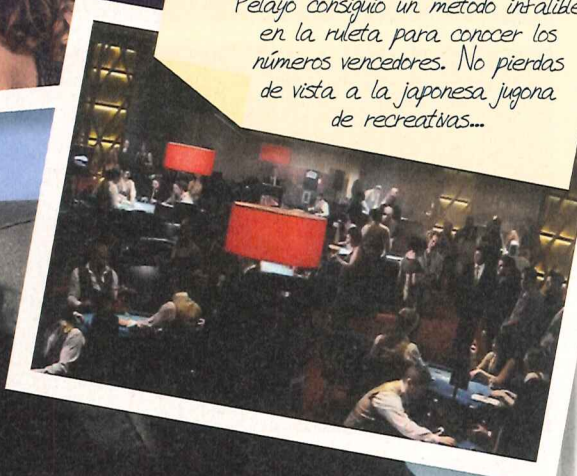 Pelayo consiguió un método infalible
en la ruleta para conocer los
números vencedores. No pierdas
de vista a la japonesa jugona
de recreativas...